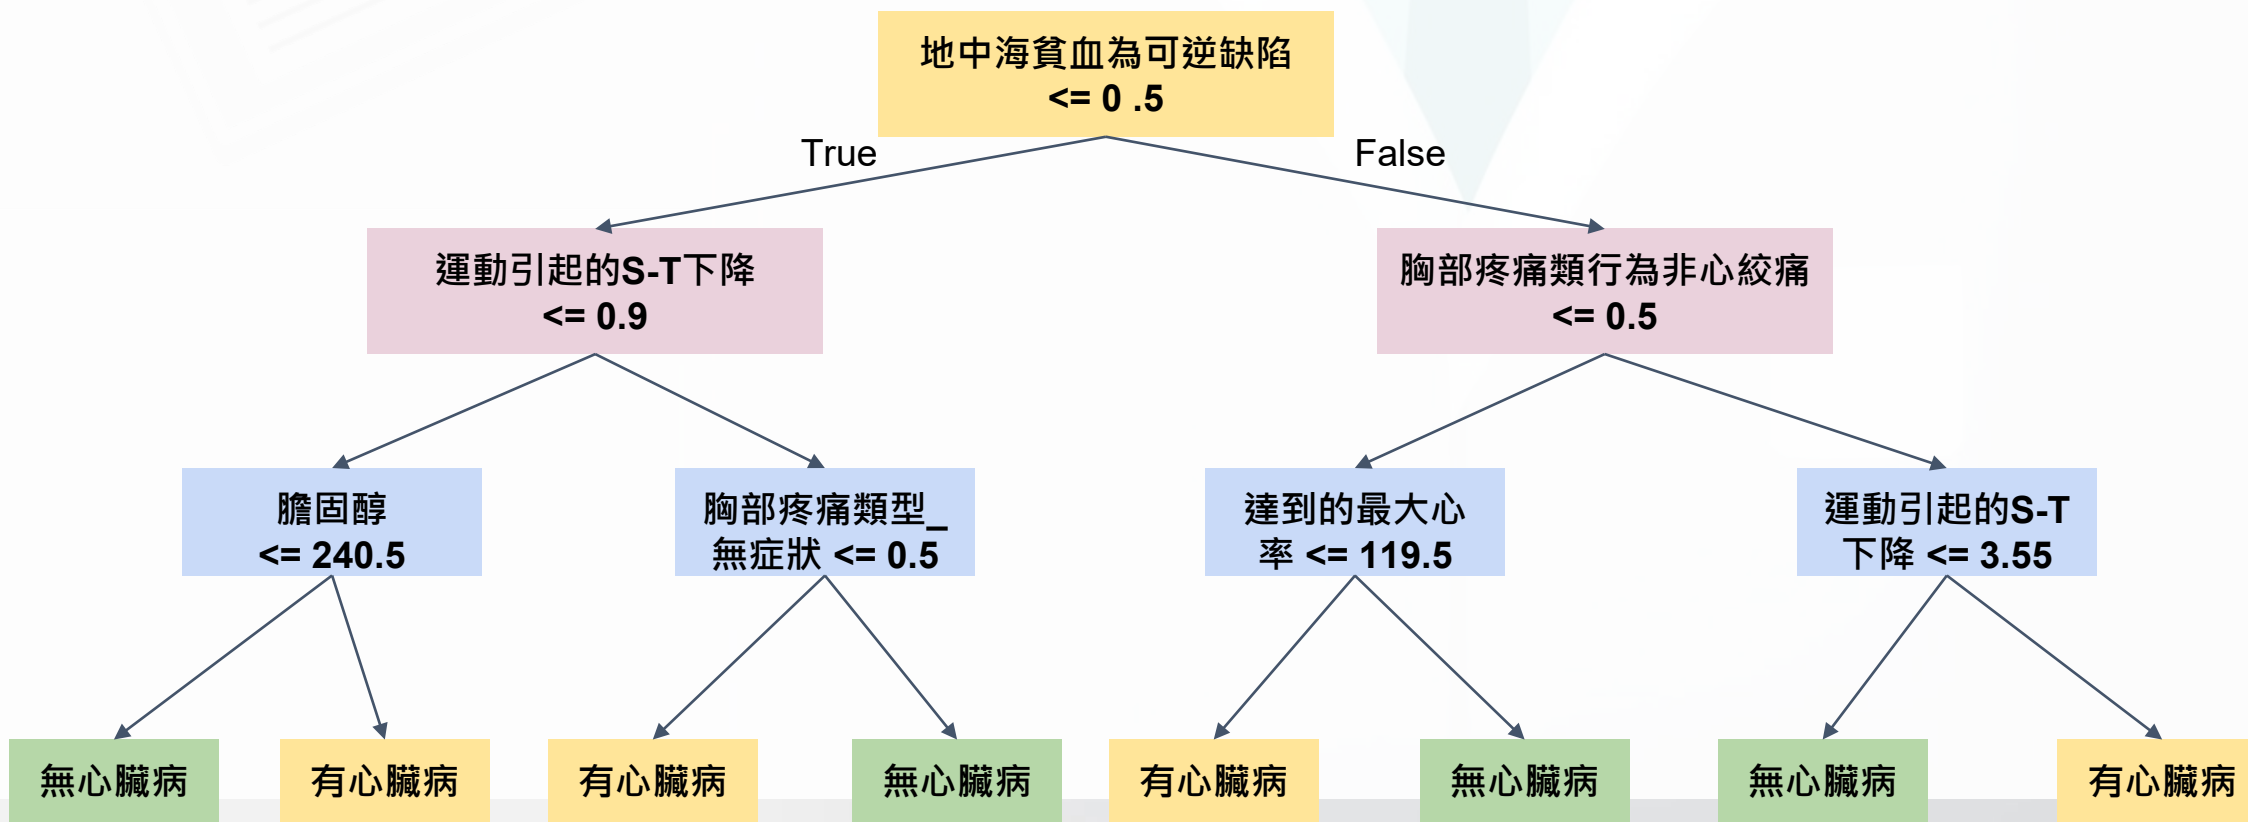 地中海貧血為可逆缺陷
<= 0 .5
True
False
運動引起的S-T下降
<= 0.9
胸部疼痛類行為非心絞痛
<= 0.5
膽固醇
<= 240.5
胸部疼痛類型_
無症狀 <= 0.5
達到的最大心
率 <= 119.5
運動引起的S-T
下降 <= 3.55
無心臟病
有心臟病
有心臟病
無心臟病
有心臟病
無心臟病
無心臟病
有心臟病